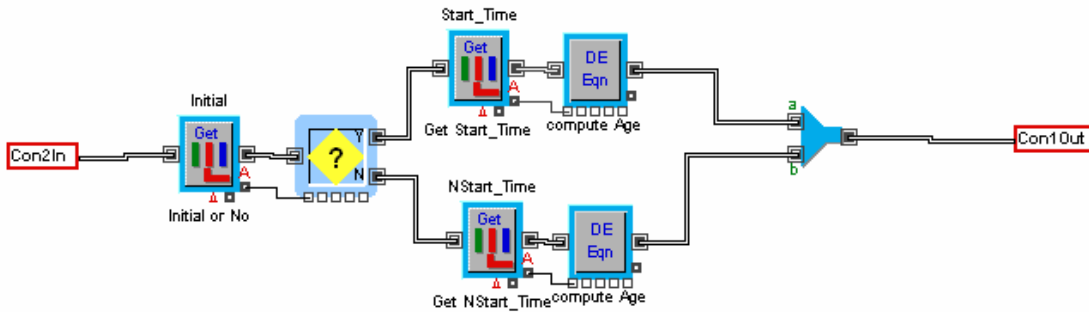 Start_Time
Get
DE
Eqn
A
Δ
Get Start_Time
compute Age
Initial
Get
A
Δ
Initial or No
Con2In
?
Y
N
a
b
Con1Out
NStart_Time
Get
DE
Eqn
A
Δ
Get NStart_Time
compute Age